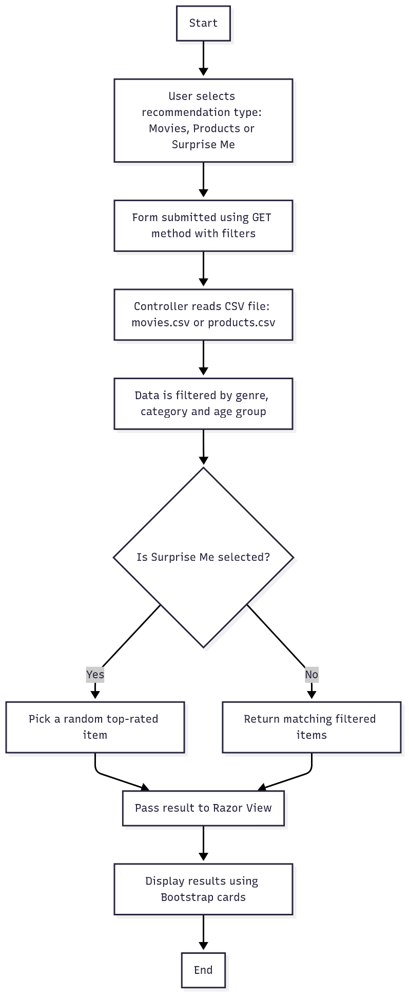 Start
User selects
recommendation type:
Movies, Products or
Surprise Me
Form submitted using GET
method with filters
Controller reads CSV file:
movies.csv or products.csv
Data is filtered by genre,
category and age group
Is Surprise Me selected?
Yes
No
Pick a random top-rated
item
Return matching filtered
items
Pass result to Razor View
Display results using
Bootstrap cards
End